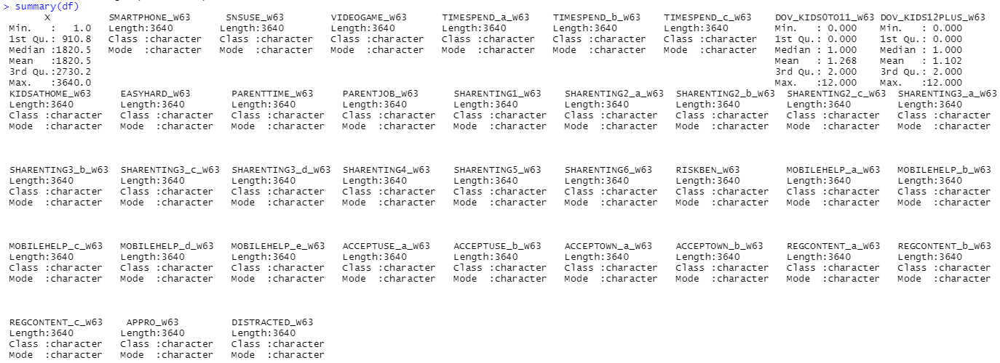 > summary(df)
X SMARTPHONE_W63 SNSUSE_W63 VIDEOGAME_W63 TIMESPEND_a_W63 TIMESPEND_b_W63 TIMESPEND_c_W63 DOV_KIDS0TO11_W63 DOV_KIDS12PLUS_W63
Min. : 1.0 Length:3640 Length:3640 Length:3640 Length:3640 Length:3640 Length:3640 Min. : 0.000 Min. : 0.000
1st Qu.: 910.8 Class :character Class :character Class :character Class :character Class :character Class :character 1st Qu.: 0.000 1st Qu.: 0.000
Median :1820.5 Mode :character Mode :character Mode :character Mode :character Mode :character Mode :character Median : 1.000 Median : 1.000
Mean :1820.5 Mean : 1.268 Mean : 1.102
3rd Qu.:2730.2 3rd Qu.: 2.000 3rd Qu.: 2.000
Max. :3640.0 Max. :12.000 Max. :12.000
KIDSATHOME_W63 EASYHARD_W63 PARENTTIME_W63 PARENTJOB_W63 SHARENTING1_W63 SHARENTING2_a_W63 SHARENTING2_b_W63 SHARENTING2_c_W63 SHARENTING3_a_W63
Length:3640 Length:3640 Length:3640 Length:3640 Length:3640 Length:3640 Length:3640 Length:3640 Length:3640
Class :character Class :character Class :character Class :character Class :character Class :character Class :character Class :character Class :character
Mode :character Mode :character Mode :character Mode :character Mode :character Mode :character Mode :character Mode :character Mode :character
SHARENTING3_b_W63 SHARENTING3_c_W63 SHARENTING3_d_W63 SHARENTING4_W63 SHARENTING5_W63 SHARENTING6_W63 RISKBEN_W63 MOBILEHELP_a_W63 MOBILEHELP_b_W63
Length:3640 Length:3640 Length:3640 Length:3640 Length:3640 Length:3640 Length:3640 Length:3640 Length:3640
Class :character Class :character Class :character Class :character Class :character Class :character Class :character Class :character Class :character
Mode :character Mode :character Mode :character Mode :character Mode :character Mode :character Mode :character Mode :character Mode :character
MOBILEHELP_c_W63 MOBILEHELP_d_W63 MOBILEHELP_e_W63 ACCEPTUSE_a_W63 ACCEPTUSE_b_W63 ACCEPTOWN_a_W63 ACCEPTOWN_b_W63 REGCONTENT_a_W63 REGCONTENT_b_W63
Length:3640 Length:3640 Length:3640 Length:3640 Length:3640 Length:3640 Length:3640 Length:3640 Length:3640
Class :character Class :character Class :character Class :character Class :character Class :character Class :character Class :character Class :character
Mode :character Mode :character Mode :character Mode :character Mode :character Mode :character Mode :character Mode :character Mode :character
REGCONTENT_c_W63 APPRO_W63 DISTRACTED_W63
Length:3640 Length:3640 Length:3640
Class :character Class :character Class :character
Mode :character Mode :character Mode :character